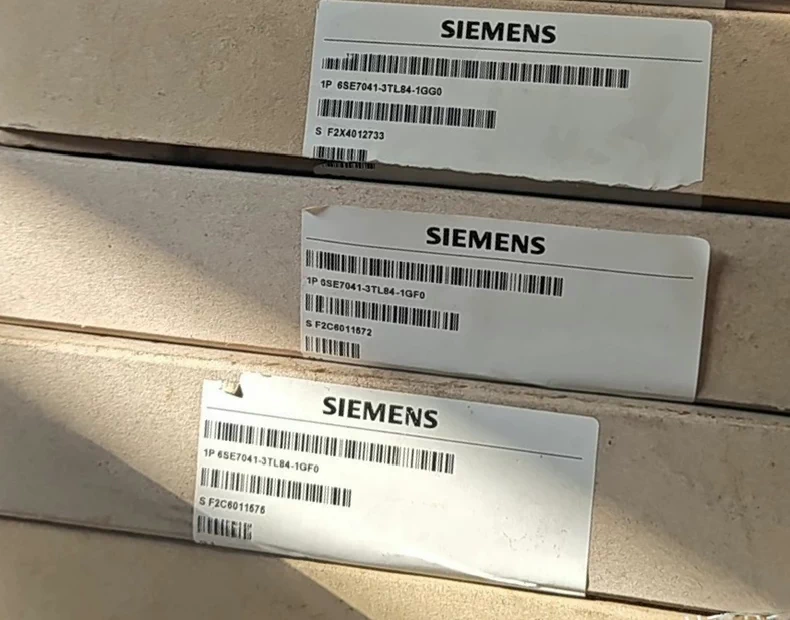 SIEMENS
1P 6SE7041-3TL84-1GG0
S F2X4012733
SIEMENS
1P 6SE7041-3TL84-1GF0
S F2C6011572
SIEMENS
1P 6SE7041-3TL84-1GF0
S F2C6011576